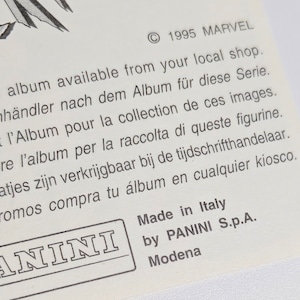 © 1995 MARVEL
album available from your local shop.
nhändler nach dem Album für diese Serie.
l'Album pour la collection de ces images.
re l'album per la raccolta di queste figurine.
atjes zijn verkrijgbaar bij de tijdschrifthandelaar.
romos compra tu álbum en cualquier kiosco.
PANINI
Made in Italy
by PANINI S.p.A.
Modena